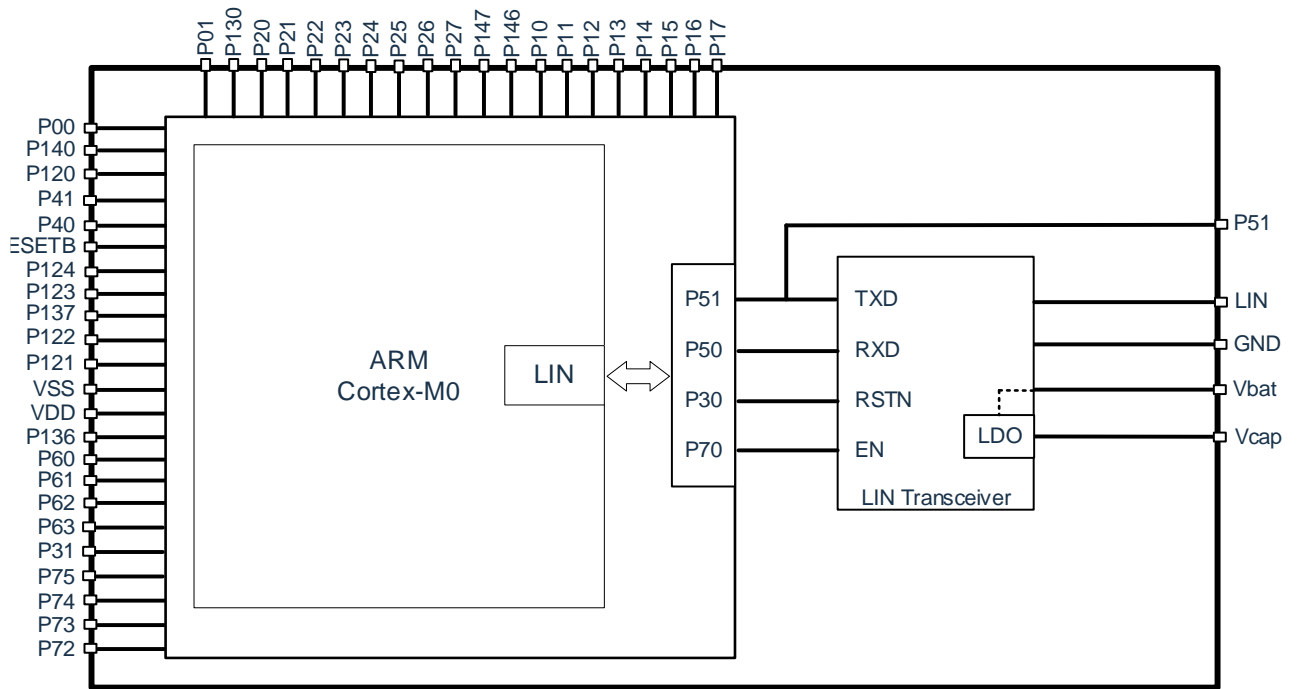 P01
P130
P20
P21
P22
P23
P24
P25
P26
P27
P147
P146
P10
P11
P12
P13
P14
P15
P16
P17
P00
P140
P120
P41
P40
ESETB
P124
P123
P137
P122
P121
VSS
VDD
P136
P60
P61
P62
P63
P31
P75
P74
P73
P72
ARM
Cortex-M0
LIN
P51
P50
P30
P70
TXD
RXD
RSTN
EN
LDO
LIN Transceiver
P51
LIN
GND
Vbat
Vcap